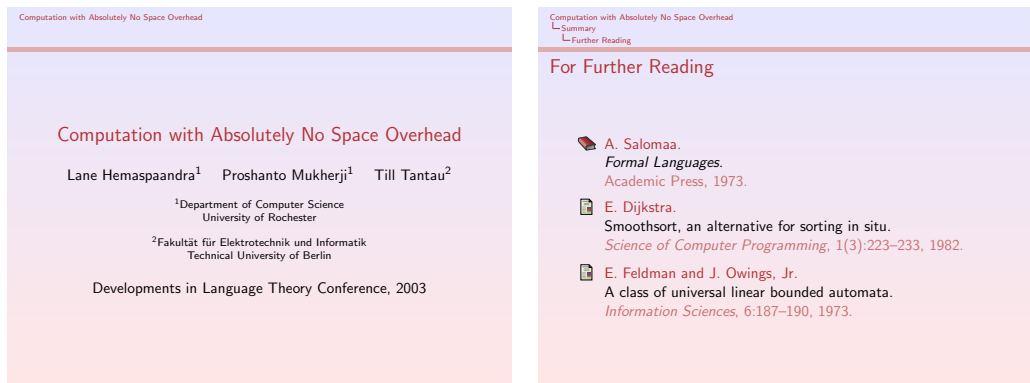 Computation with Absolutely No Space Overhead
Computation with Absolutely No Space Overhead
Lane Hemaspaandra¹ Proshanto Mukherji¹ Till Tantau²
¹Department of Computer Science
University of Rochester
²Fakultät für Elektrotechnik und Informatik
Technical University of Berlin
Developments in Language Theory Conference, 2003
Computation with Absolutely No Space Overhead
Summary
Further Reading
For Further Reading
A. Salomaa.
Formal Languages.
Academic Press, 1973.
E. Dijkstra.
Smoothsort, an alternative for sorting in situ.
Science of Computer Programming, 1(3):223–233, 1982.
E. Feldman and J. Owings, Jr.
A class of universal linear bounded automata.
Information Sciences, 6:187–190, 1973.